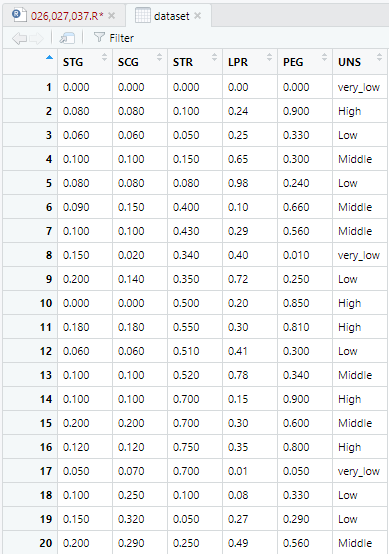 026,027,037.R* × dataset ×
Filter
STG SCG STR LPR PEG UNS
1 0.000 0.000 0.000 0.00 0.000 very_low
2 0.080 0.080 0.100 0.24 0.900 High
3 0.060 0.060 0.050 0.25 0.330 Low
4 0.100 0.100 0.150 0.65 0.300 Middle
5 0.080 0.080 0.080 0.98 0.240 Low
6 0.090 0.150 0.400 0.10 0.660 Middle
7 0.100 0.100 0.430 0.29 0.560 Middle
8 0.150 0.020 0.340 0.40 0.010 very_low
9 0.200 0.140 0.350 0.72 0.250 Low
10 0.000 0.000 0.500 0.20 0.850 High
11 0.180 0.180 0.550 0.30 0.810 High
12 0.060 0.060 0.510 0.41 0.300 Low
13 0.100 0.100 0.520 0.78 0.340 Middle
14 0.100 0.100 0.700 0.15 0.900 High
15 0.200 0.200 0.700 0.30 0.600 Middle
16 0.120 0.120 0.750 0.35 0.800 High
17 0.050 0.070 0.700 0.01 0.050 very_low
18 0.100 0.250 0.100 0.08 0.330 Low
19 0.150 0.320 0.050 0.27 0.290 Low
20 0.200 0.290 0.250 0.49 0.560 Middle